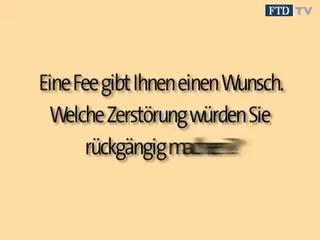 FTD TV
Eine Fee gibt Ihnen einen Wunsch.
Welche Zerstörung würden Sie
rückgängig